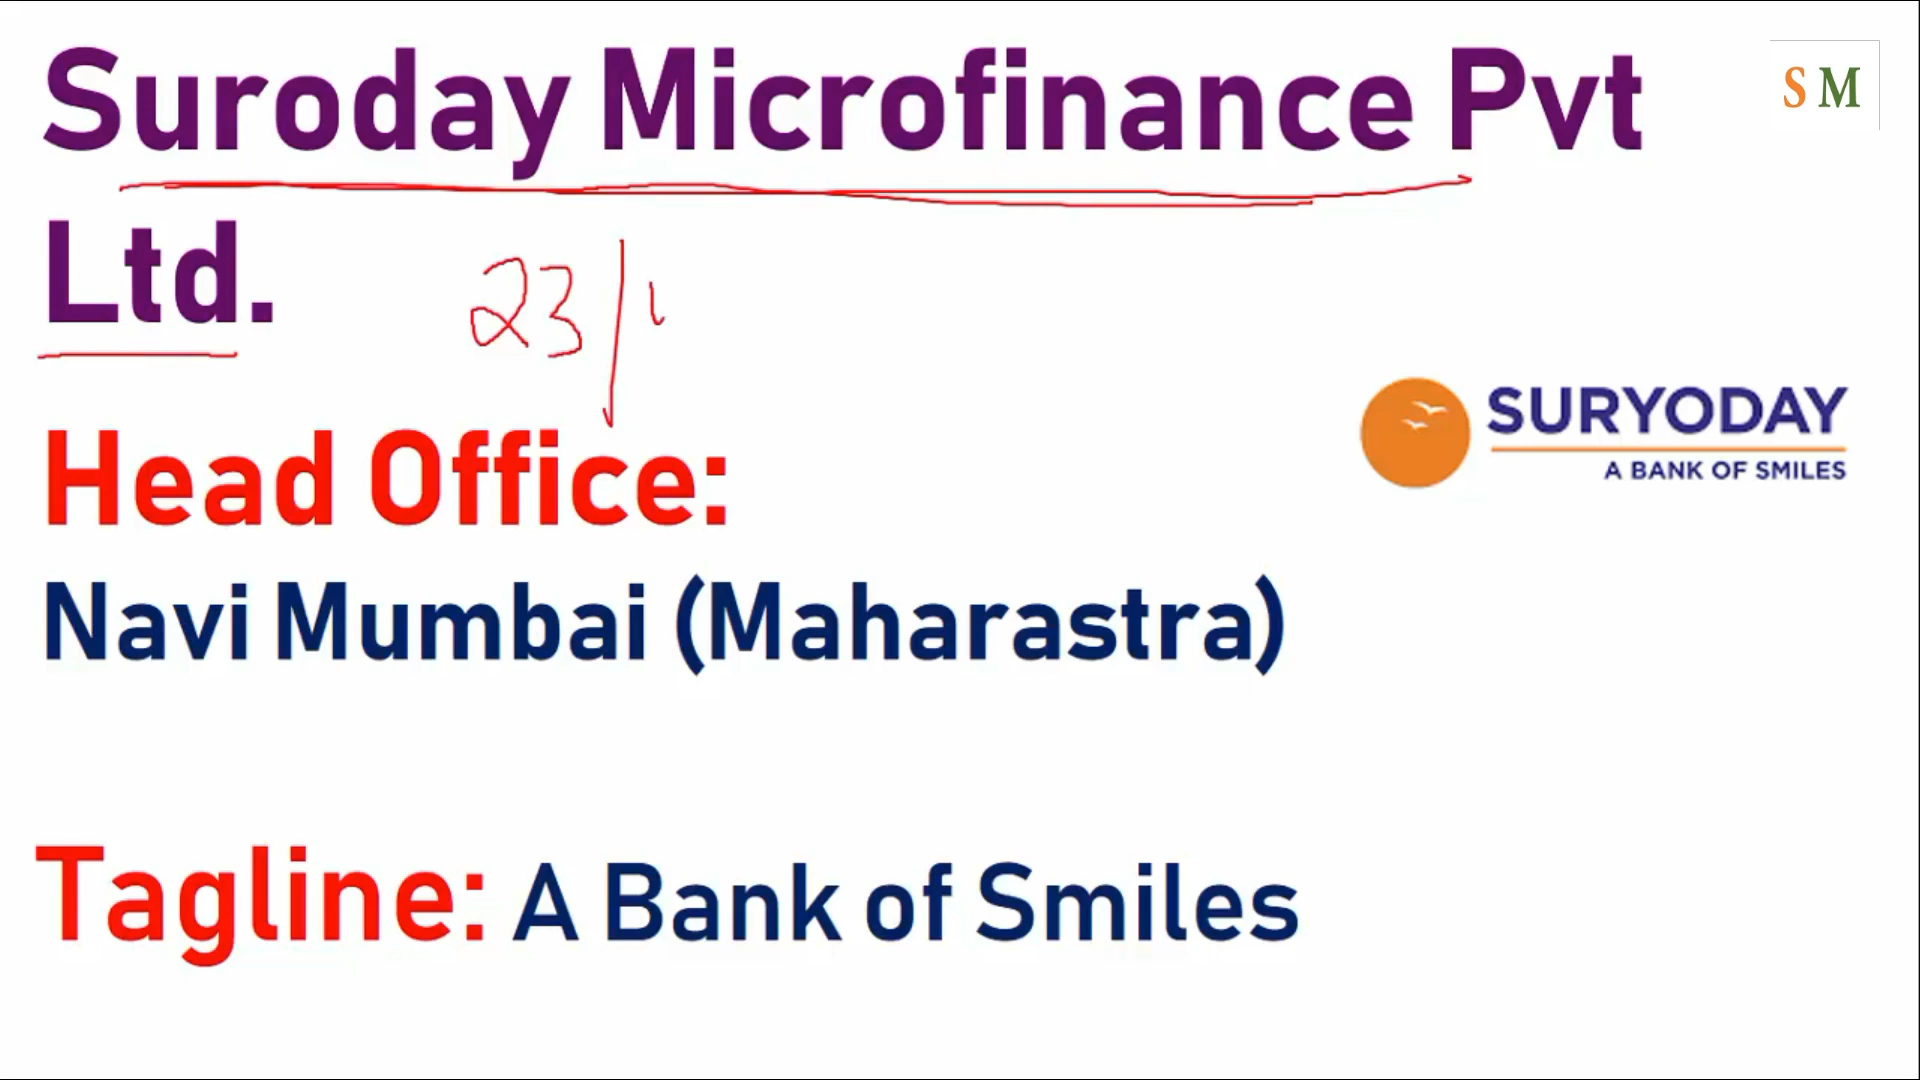 Suroday Microfinance Pvt
SM
Ltd.
23/
SURYODAY
A BANK OF SMILES
Head Office:
Navi Mumbai (Maharastra)
Tagline: A Bank of Smiles